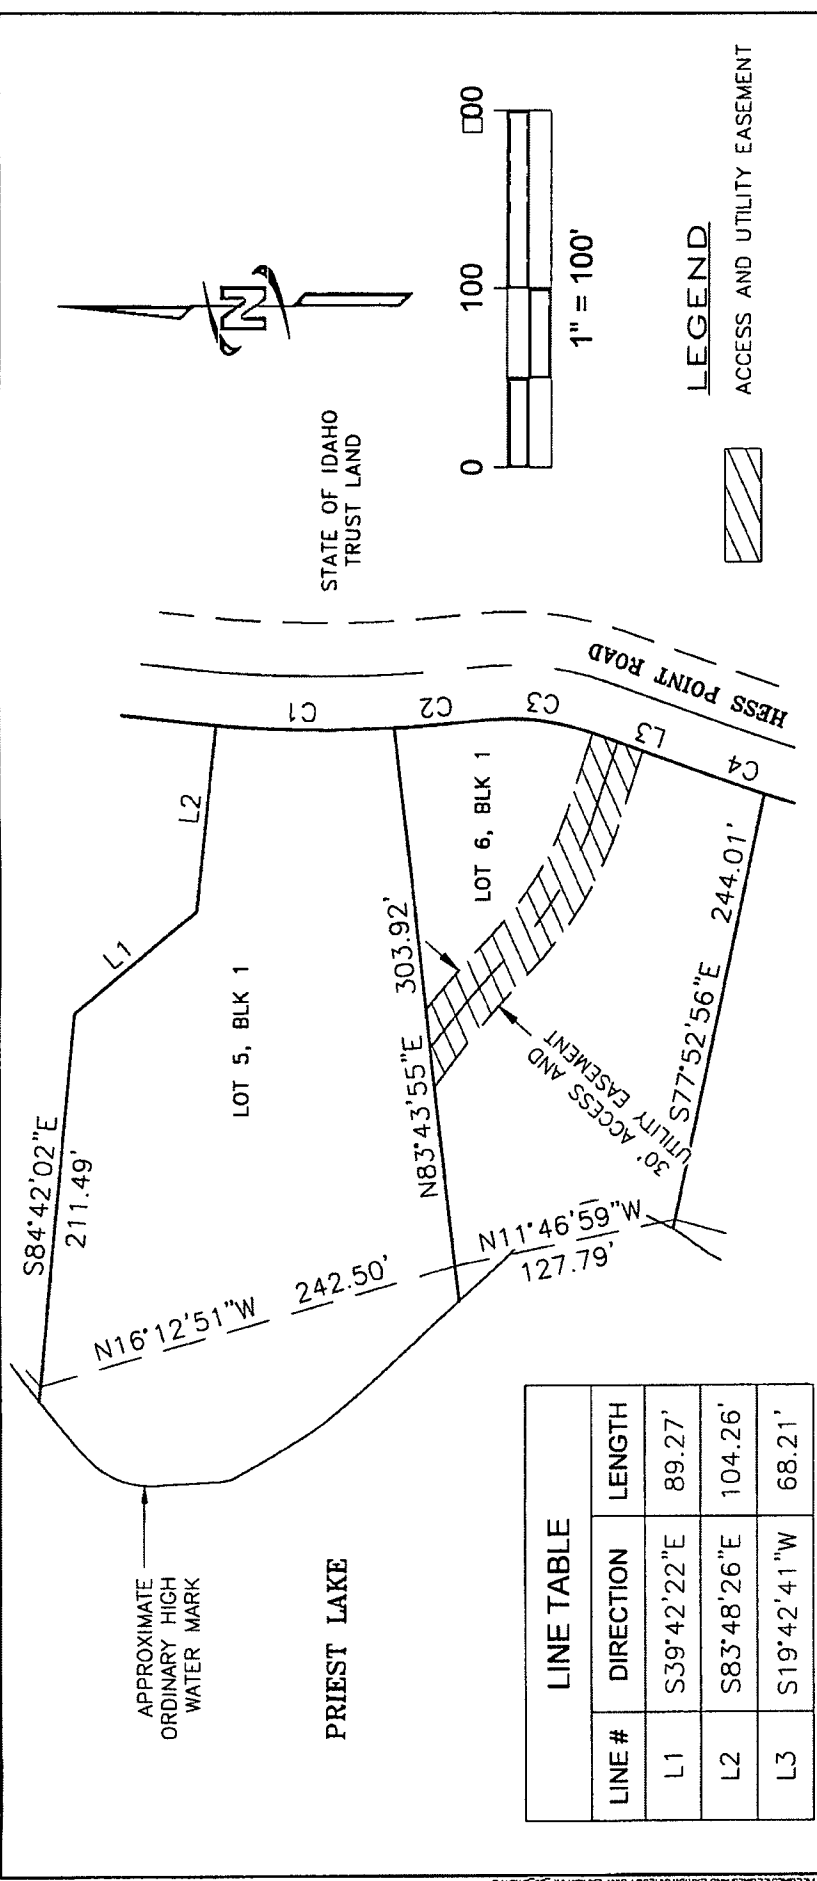 APPROXIMATE
ORDINARY HIGH
WATER MARK
PRIEST LAKE
S84°42'02"E
211.49'
L1
L2
N16°12'51"W 242.50'
LOT 5, BLK 1
C1
N83°43'55"E 303.92'
C2
LOT 6, BLK 1
C3
N11°46'59"W
127.79'
30' ACCESS AND
UTILITY EASEMENT
L3
S77°52'56"E 244.01'
C4
HESS POINT ROAD
STATE OF IDAHO
TRUST LAND
N
0 100 00
1" = 100'
LEGEND
ACCESS AND UTILITY EASEMENT
LINE TABLE
LINE # DIRECTION LENGTH
L1 S39°42'22"E 89.27'
L2 S83°48'26"E 104.26'
L3 S19°42'41"W 68.21'